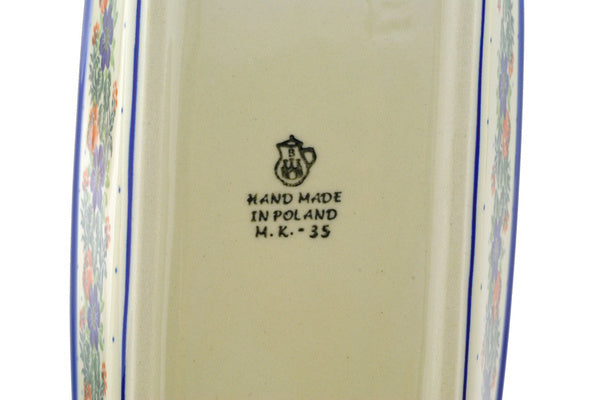 B
HAND MADE
IN POLAND
M.K.-35